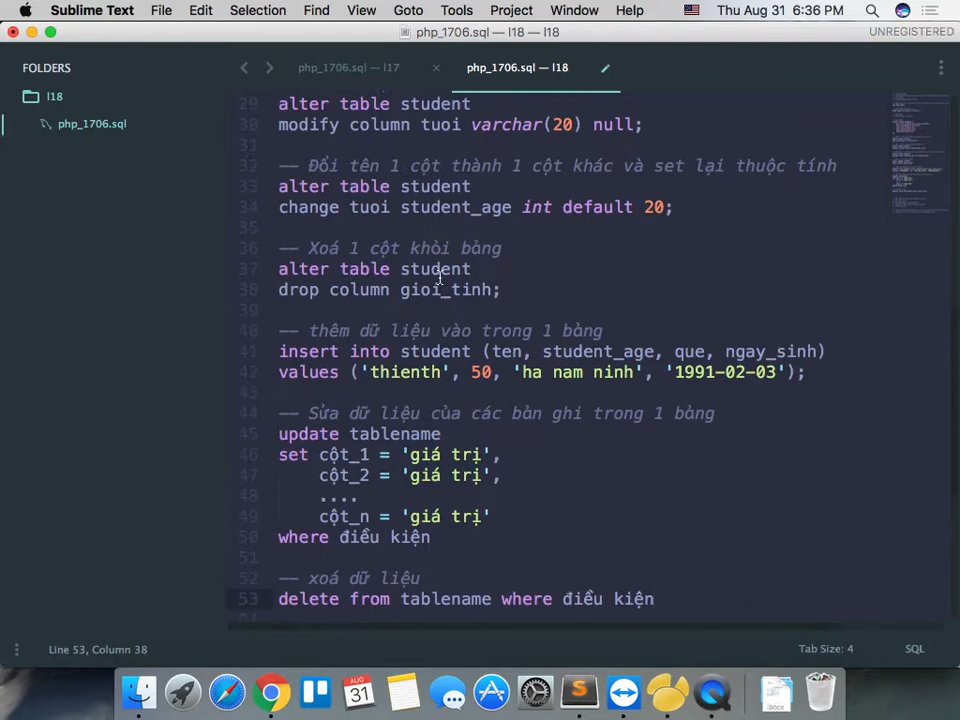 Sublime Text File Edit Selection Find View Goto Tools Project Window Help Thu Aug 31 6:36 PM
php_1706.sql — l18 — l18 UNREGISTERED
FOLDERS
l18
php_1706.sql
php_1706.sql — l17 × php_1706.sql — l18
29 alter table student
30 modify column tuoi varchar(20) null;
31
32 -- Đổi tên 1 cột thành 1 cột khác và set lại thuộc tính
33 alter table student
34 change tuoi student_age int default 20;
35
36 -- Xoá 1 cột khỏi bảng
37 alter table student
38 drop column gioi_tinh;
39
40 -- thêm dữ liệu vào trong 1 bảng
41 insert into student (ten, student_age, que, ngay_sinh)
42 values ('thienth', 50, 'ha nam ninh', '1991-02-03');
43
44 -- Sửa dữ liệu của các bản ghi trong 1 bảng
45 update tablename
46 set cột_1 = 'giá trị',
47 cột_2 = 'giá trị',
48 ....
49 cột_n = 'giá trị'
50 where điều kiện
51
52 -- xoá dữ liệu
53 delete from tablename where điều kiện
Line 53, Column 38 Tab Size: 4 SQL
AUG
31
.DOCX